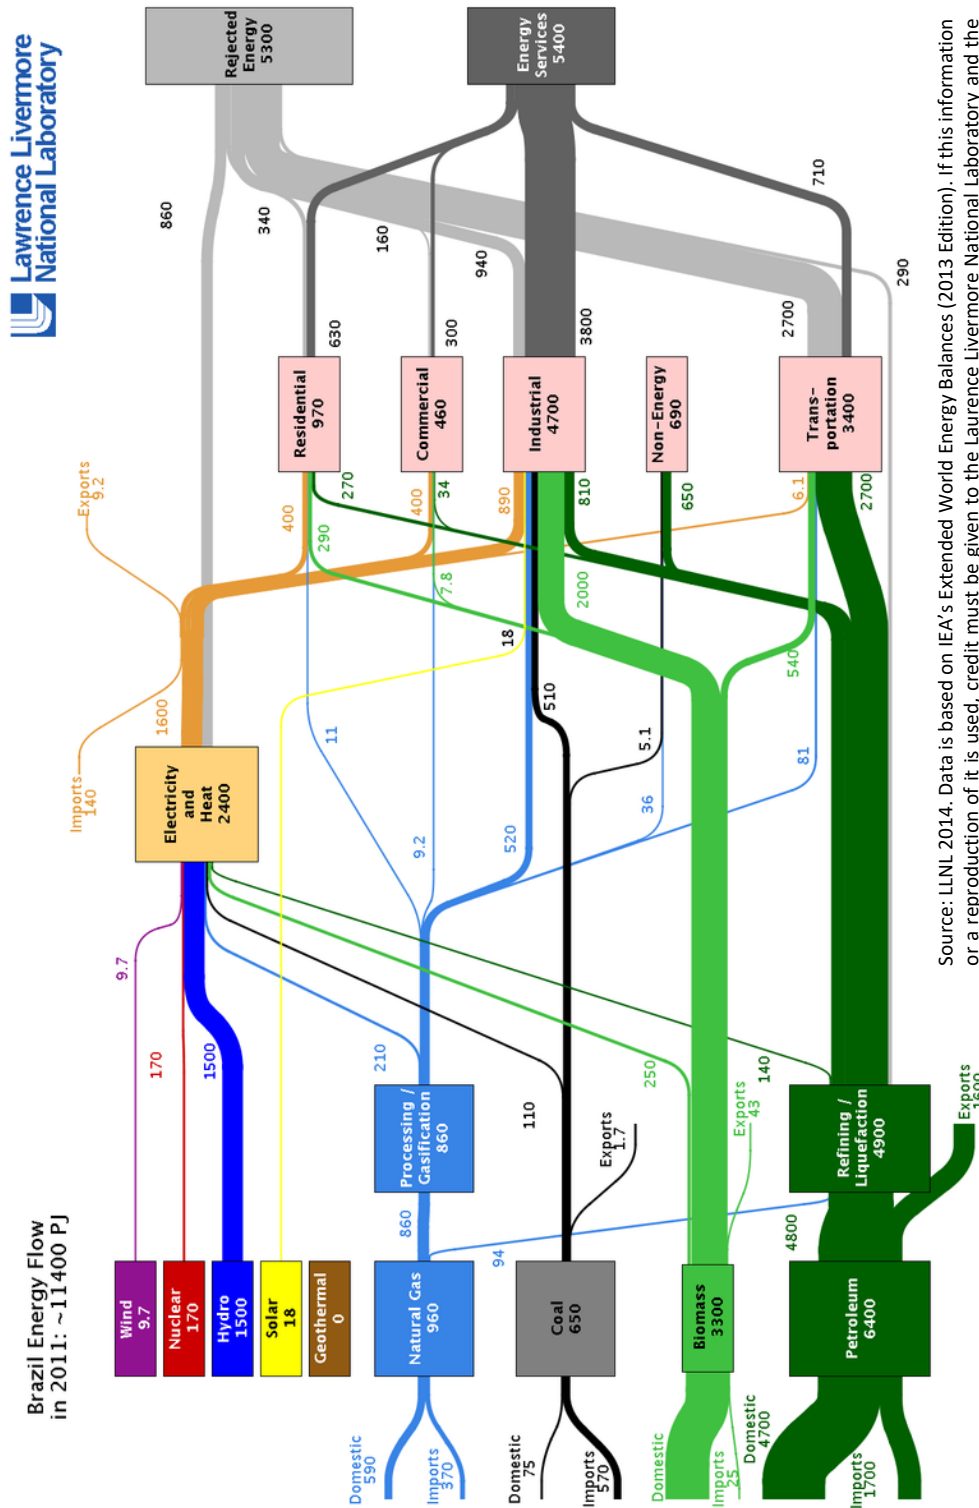 Brazil Energy Flow
in 2011: ~11400 PJ
Lawrence Livermore
National Laboratory
Wind
9.7
Nuclear
170
Hydro
1500
Solar
18
Geothermal
0
Natural Gas
960
Coal
650
Biomass
3300
Petroleum
6400
Domestic
590
Imports
370
Domestic
75
Imports
570
Domestic
Imports
25
Domestic
4700
Imports
1700
860
94
4800
Exports
1.7
Exports
43
Exports
Processing /
Gasification
860
Refining /
Liquefaction
4900
9.7
170
1500
210
110
250
140
Electricity
and
Heat
2400
Imports
140
Exports
9.2
1600
11
9.2
520
18
510
5.1
36
81
540
400
290
270
400
34
7.8
890
2000
810
650
6.1
2700
Residential
970
Commercial
460
Industrial
4700
Non-Energy
690
Trans-
portation
3400
860
340
630
160
300
940
3800
2700
710
290
Rejected
Energy
5300
Energy
Services
5400
Source: LLNL 2014. Data is based on IEA's Extended World Energy Balances (2013 Edition). If this information
or a reproduction of it is used, credit must be given to the Laurence Livermore National Laboratory and the